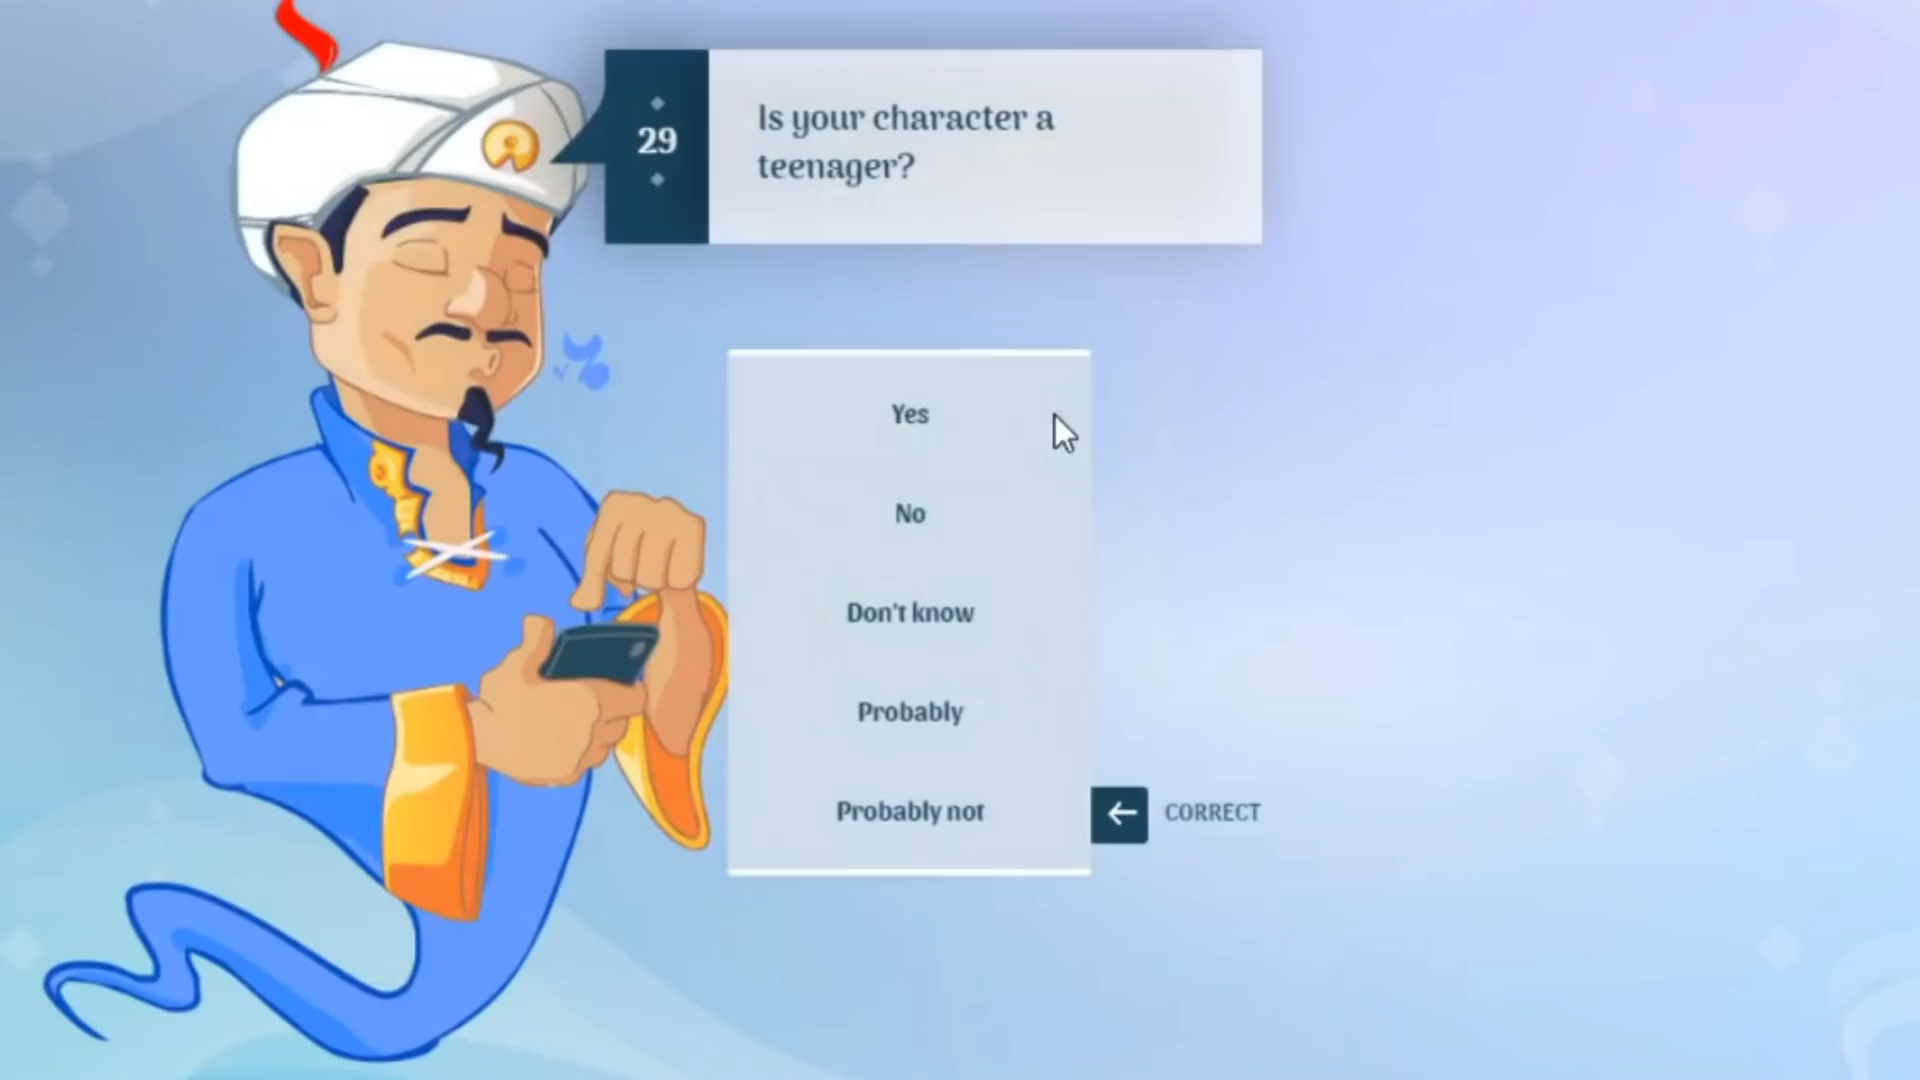 29
Is your character a
teenager?
Yes
No
Don't know
Probably
Probably not
CORRECT